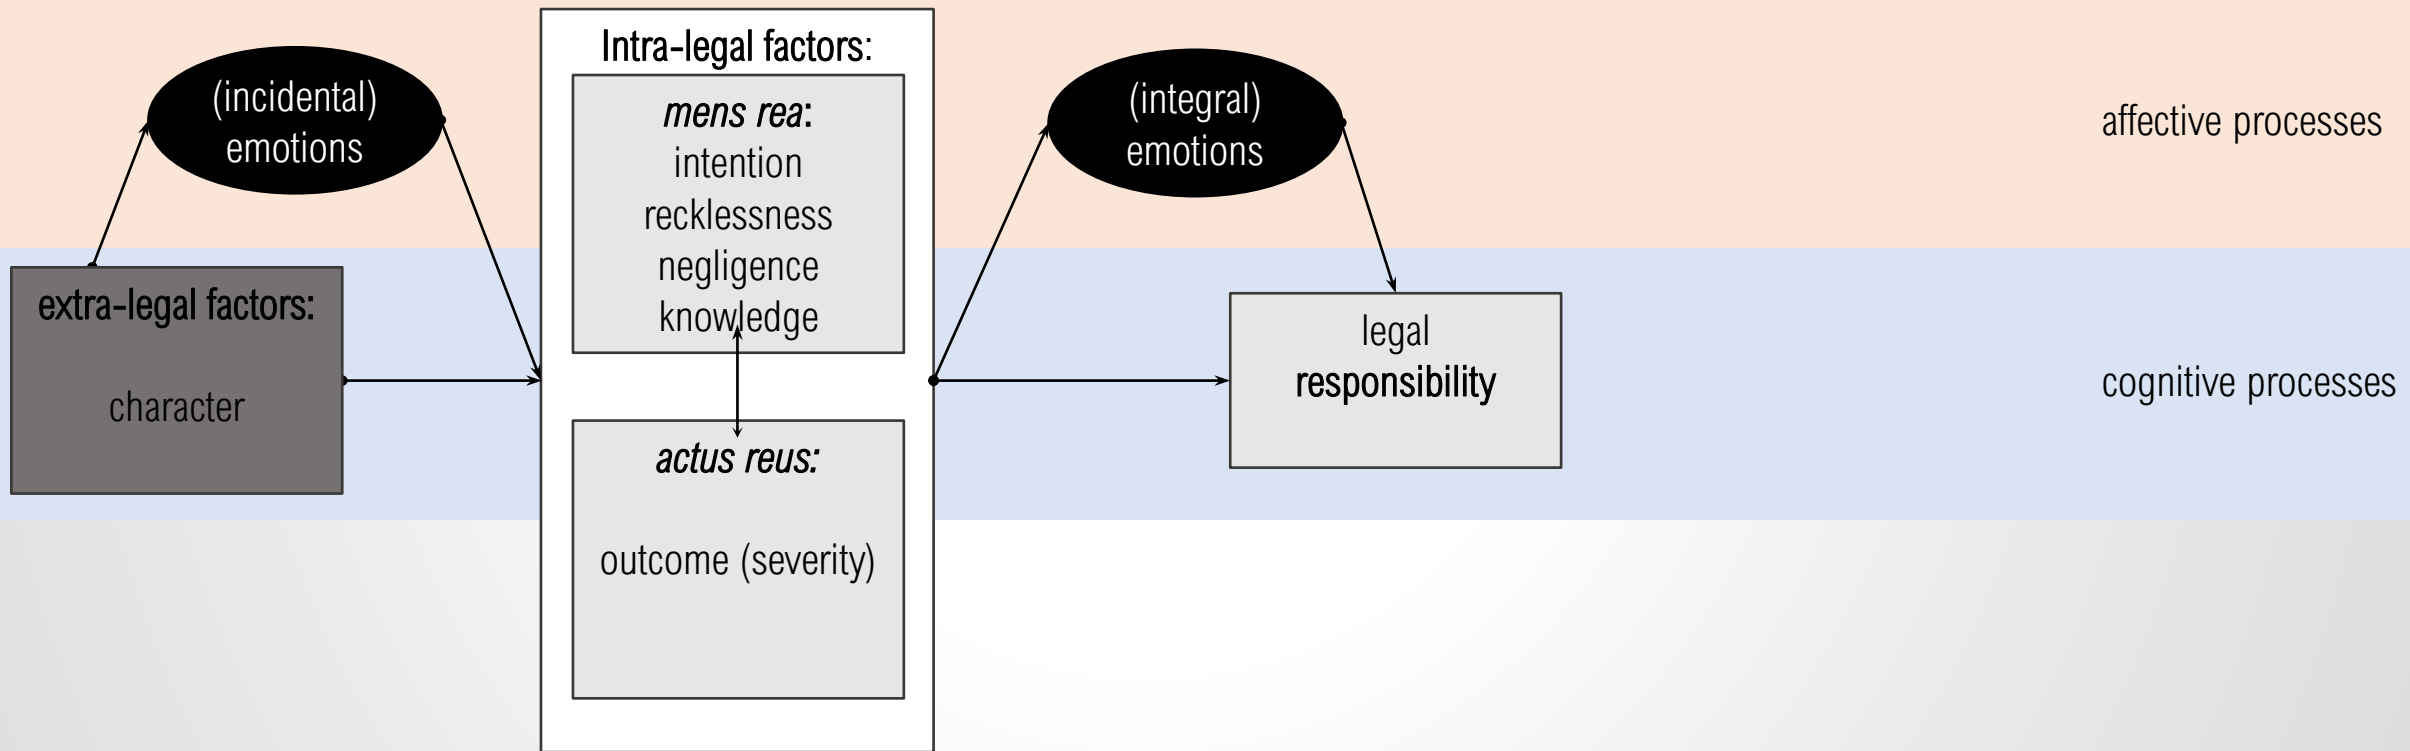 (incidental)
emotions
extra-legal factors:
character
Intra-legal factors:
mens rea:
intention
recklessness
negligence
knowledge
actus reus:
outcome (severity)
(integral)
emotions
legal
responsibility
affective processes
cognitive processes